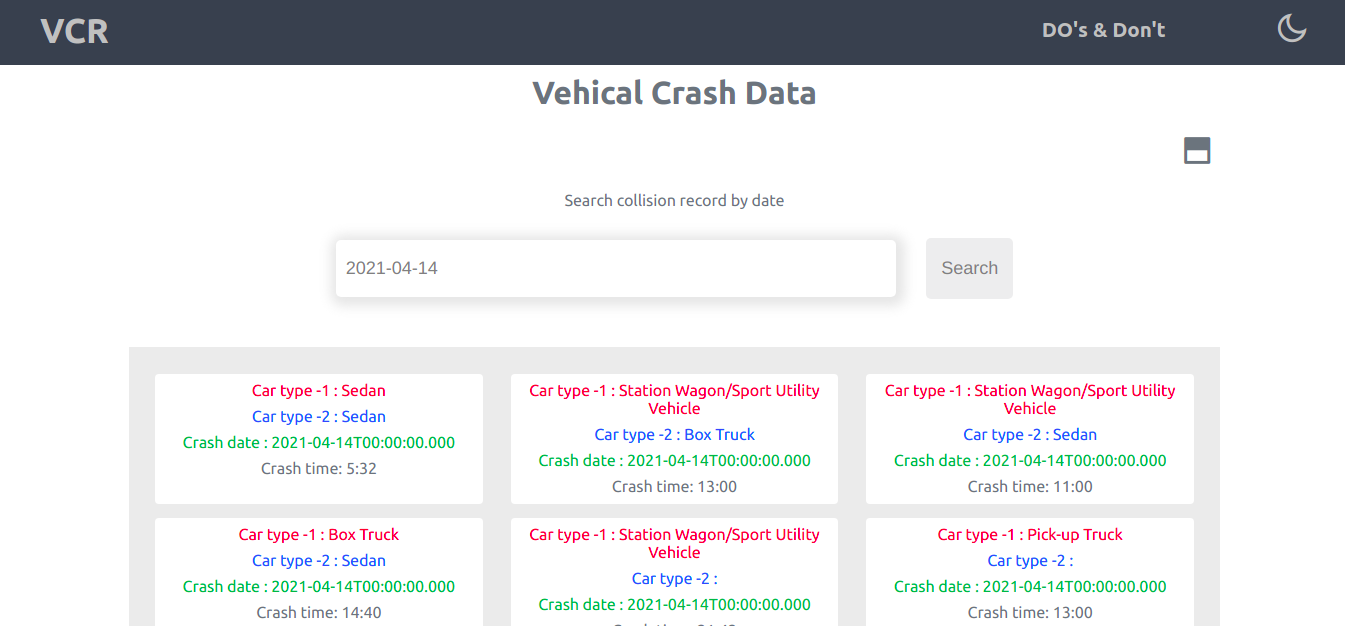 VCR
DO's & Don't
Vehical Crash Data
Search collision record by date
2021-04-14
Search
Car type -1 : Sedan
Car type -2 : Sedan
Crash date : 2021-04-14T00:00:00.000
Crash time: 5:32
Car type -1 : Station Wagon/Sport Utility
Vehicle
Car type -2 : Box Truck
Crash date : 2021-04-14T00:00:00.000
Crash time: 13:00
Car type -1 : Station Wagon/Sport Utility
Vehicle
Car type -2 : Sedan
Crash date : 2021-04-14T00:00:00.000
Crash time: 11:00
Car type -1 : Box Truck
Car type -2 : Sedan
Crash date : 2021-04-14T00:00:00.000
Crash time: 14:40
Car type -1 : Station Wagon/Sport Utility
Vehicle
Car type -2 :
Crash date : 2021-04-14T00:00:00.000
Car type -1 : Pick-up Truck
Car type -2 :
Crash date : 2021-04-14T00:00:00.000
Crash time: 13:00